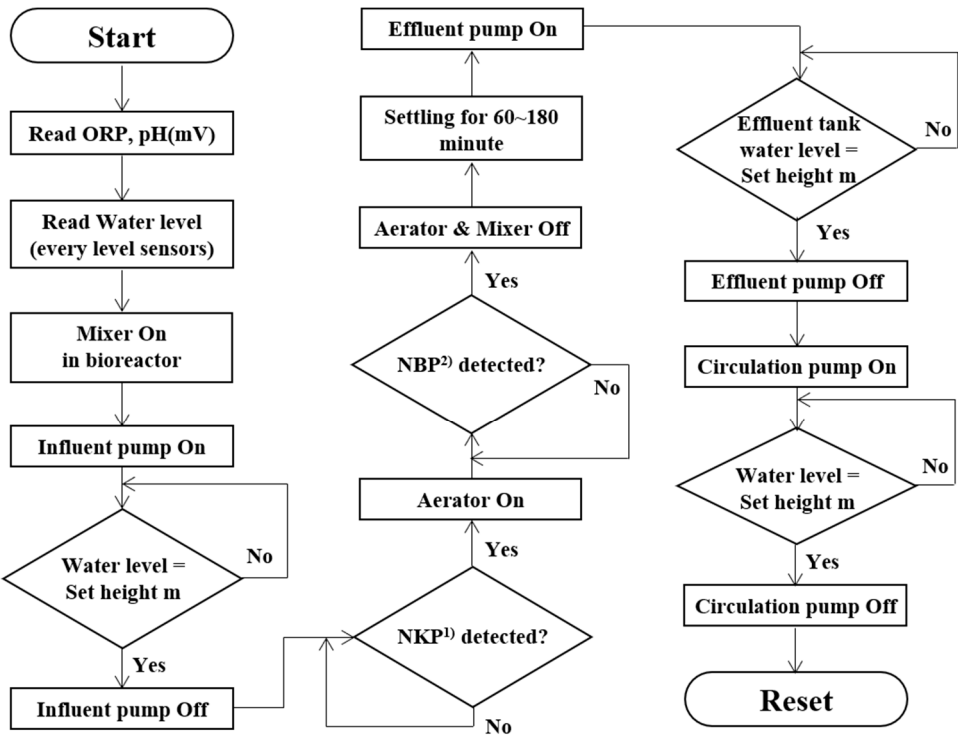 Start
Read ORP, pH(mV)
Read Water level
(every level sensors)
Mixer On
in bioreactor
Influent pump On
Water level =
Set height m
No
Yes
Influent pump Off
NKP1) detected?
No
Yes
Aerator On
NBP2) detected?
No
Yes
Aerator & Mixer Off
Settling for 60~180
minute
Effluent pump On
Effluent tank
water level =
Set height m
No
Yes
Effluent pump Off
Circulation pump On
Water level =
Set height m
No
Yes
Circulation pump Off
Reset